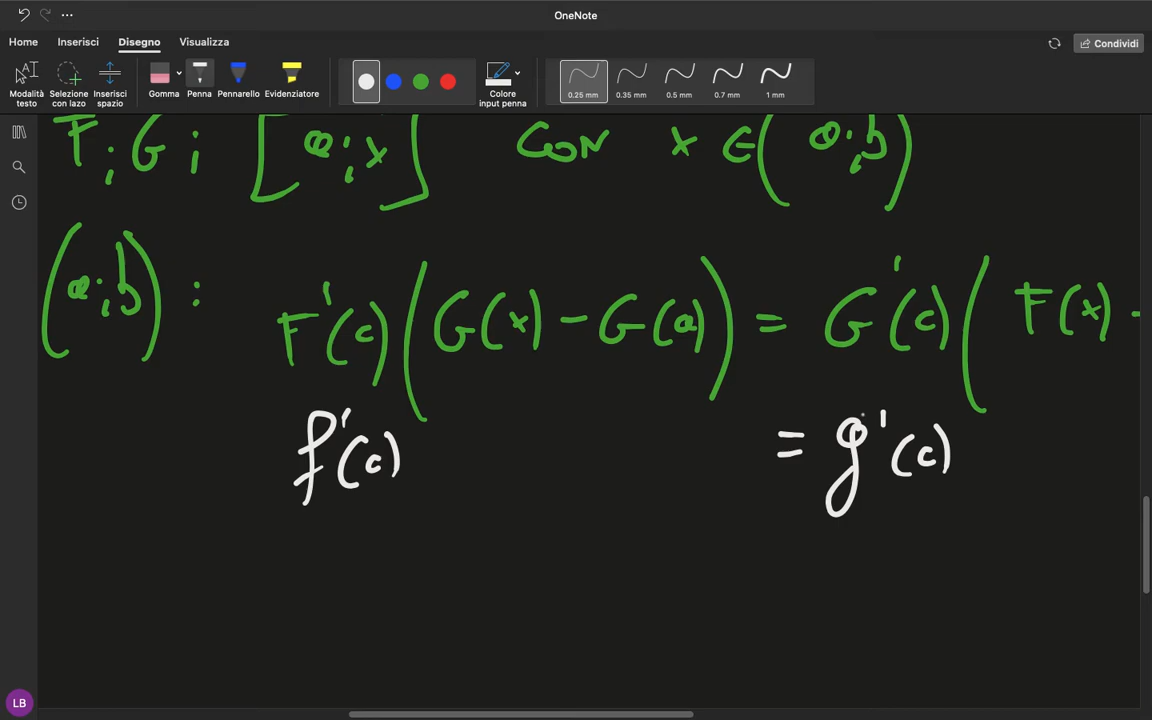 OneNote
Home Inserisci Disegno Visualizza
Condividi
Modalità testo
Selezione con lazo
Inserisci spazio
Gomma
Penna
Pennarello
Evidenziatore
Colore input penna
0.25 mm 0.35 mm 0.5 mm 0.7 mm 1 mm
F; G ; [a; x] CON x ∈ (a; b)
(a; b) : F'(c) (G(x) - G(a)) = G'(c) (F(x) -
f'(c) = g'(c)
LB